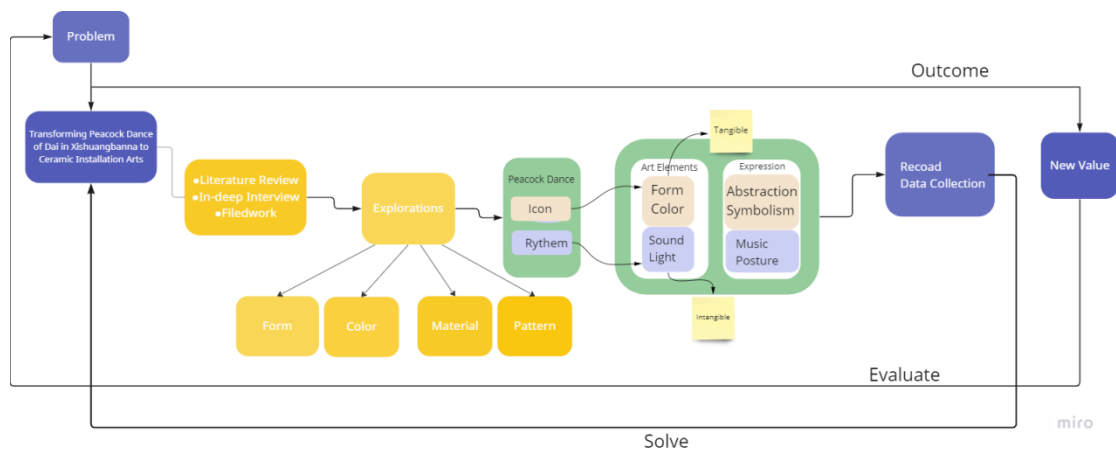 Problem
Outcome
Transforming Peacock Dance
of Dai in Xishuangbanna to
Ceramic Installation Arts
●Literature Review
●In-deep Interview
●Filedwork
Explorations
Form
Color
Material
Pattern
Peacock Dance
Icon
Rythem
Tangible
Art Elements
Form
Color
Sound
Light
Expression
Abstraction
Symbolism
Music
Posture
Intangible
Recoad
Data Collection
New Value
Evaluate
Solve
miro